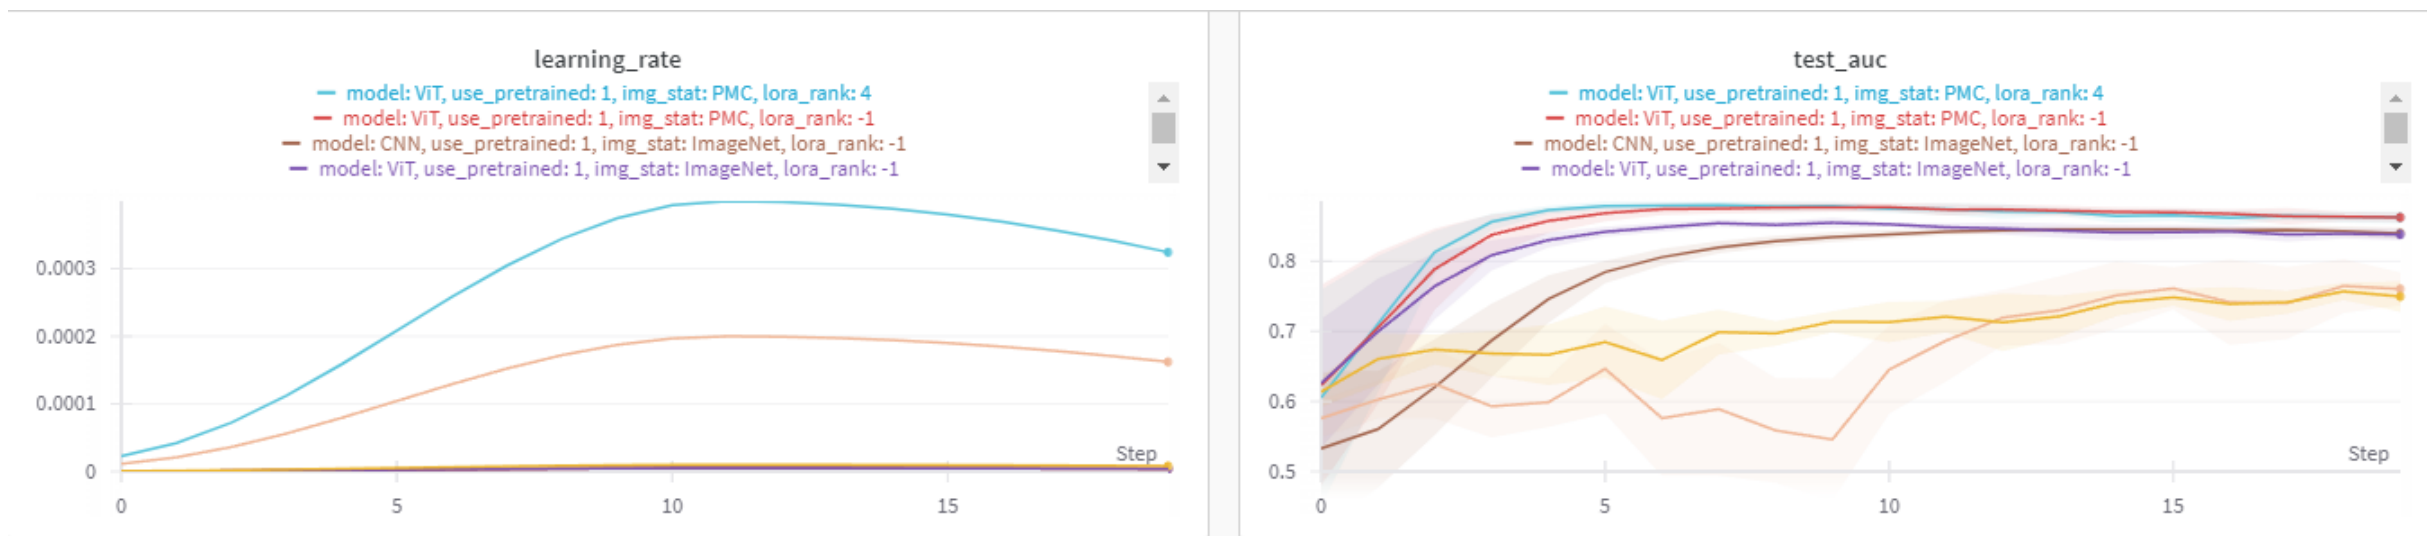 learning_rate
model: ViT, use_pretrained: 1, img_stat: PMC, lora_rank: 4
model: ViT, use_pretrained: 1, img_stat: PMC, lora_rank: -1
model: CNN, use_pretrained: 1, img_stat: ImageNet, lora_rank: -1
model: ViT, use_pretrained: 1, img_stat: ImageNet, lora_rank: -1
0.0003
0.0002
0.0001
0
Step
0 5 10 15
test_auc
model: ViT, use_pretrained: 1, img_stat: PMC, lora_rank: 4
model: ViT, use_pretrained: 1, img_stat: PMC, lora_rank: -1
model: CNN, use_pretrained: 1, img_stat: ImageNet, lora_rank: -1
model: ViT, use_pretrained: 1, img_stat: ImageNet, lora_rank: -1
0.8
0.7
0.6
0.5
Step
0 5 10 15